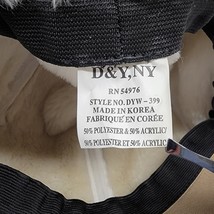 D&Y,NY
RN 54976
STYLE NO. DYW-399
MADE IN KOREA
FABRIQUÉ EN CORÉE
50% POLYESTER & 50% ACRYLIC
50% POLYESTER ET 50% ACRYLIC